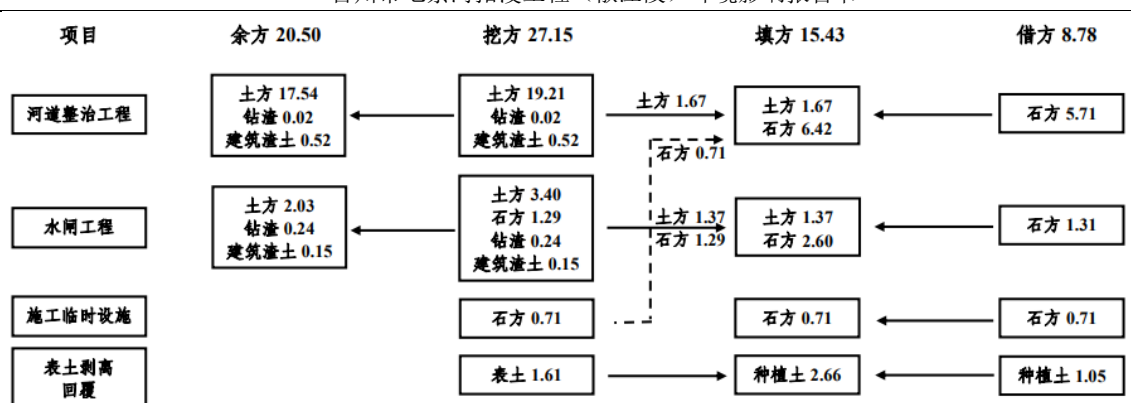 项目 余方 20.50 挖方 27.15 填方 15.43 借方 8.78
河道整治工程
土方 17.54
钻渣 0.02
建筑渣土 0.52
土方 19.21
钻渣 0.02
建筑渣土 0.52
土方 1.67
石方 0.71
土方 1.67
石方 6.42
石方 5.71
水闸工程
土方 2.03
钻渣 0.24
建筑渣土 0.15
土方 3.40
石方 1.29
钻渣 0.24
建筑渣土 0.15
土方 1.37
石方 1.29
土方 1.37
石方 2.60
石方 1.31
施工临时设施
石方 0.71
石方 0.71
石方 0.71
表土剥离
回覆
表土 1.61
种植土 2.66
种植土 1.05